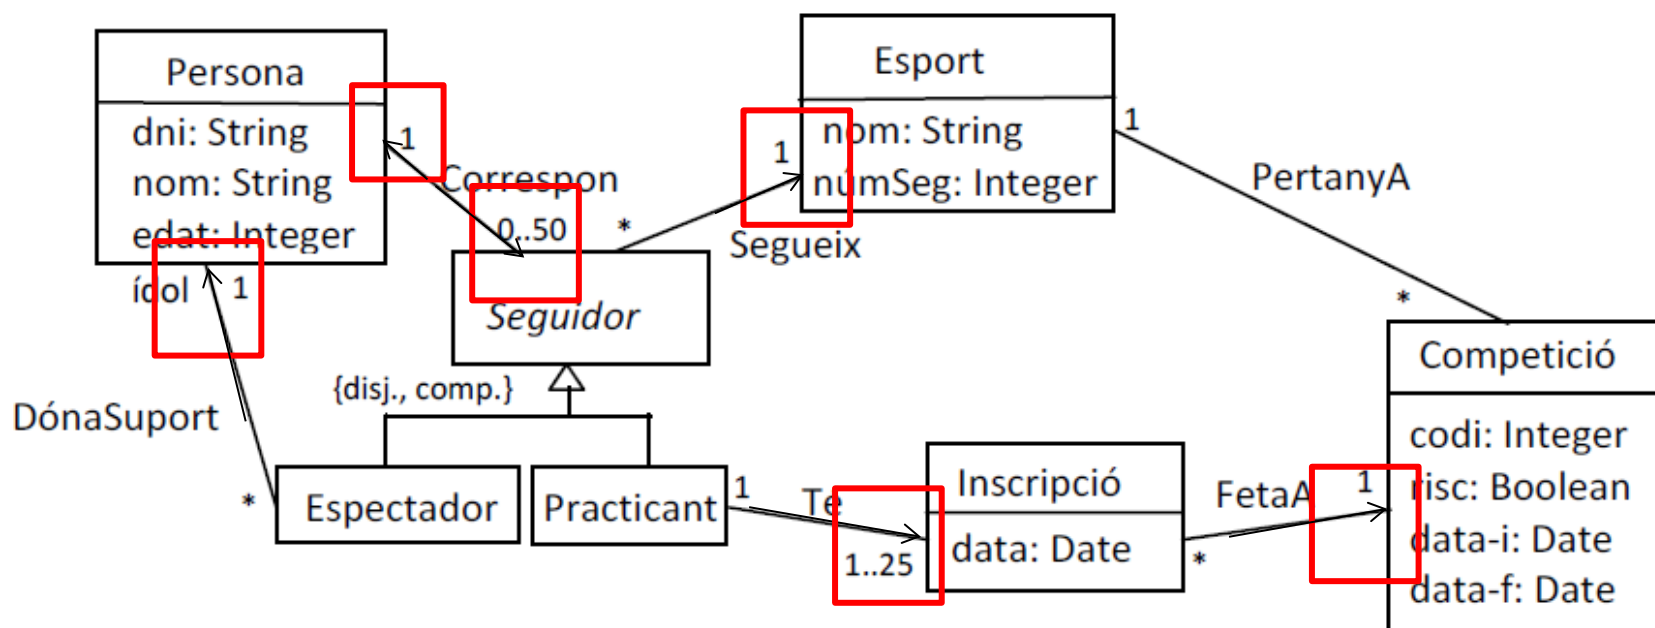 Persona
dni: String
nom: String
edat: Integer
ídol
1
DónaSuport
*
1
Correspon
0..50
Seguidor
{disj., comp.}
Espectador
Practicant
*
Segueix
1
Esport
nom: String
númSeg: Integer
1
PertanyA
*
Competició
codi: Integer
risc: Boolean
data-i: Date
data-f: Date
1
Te
1..25
Inscripció
data: Date
*
FetaA
1